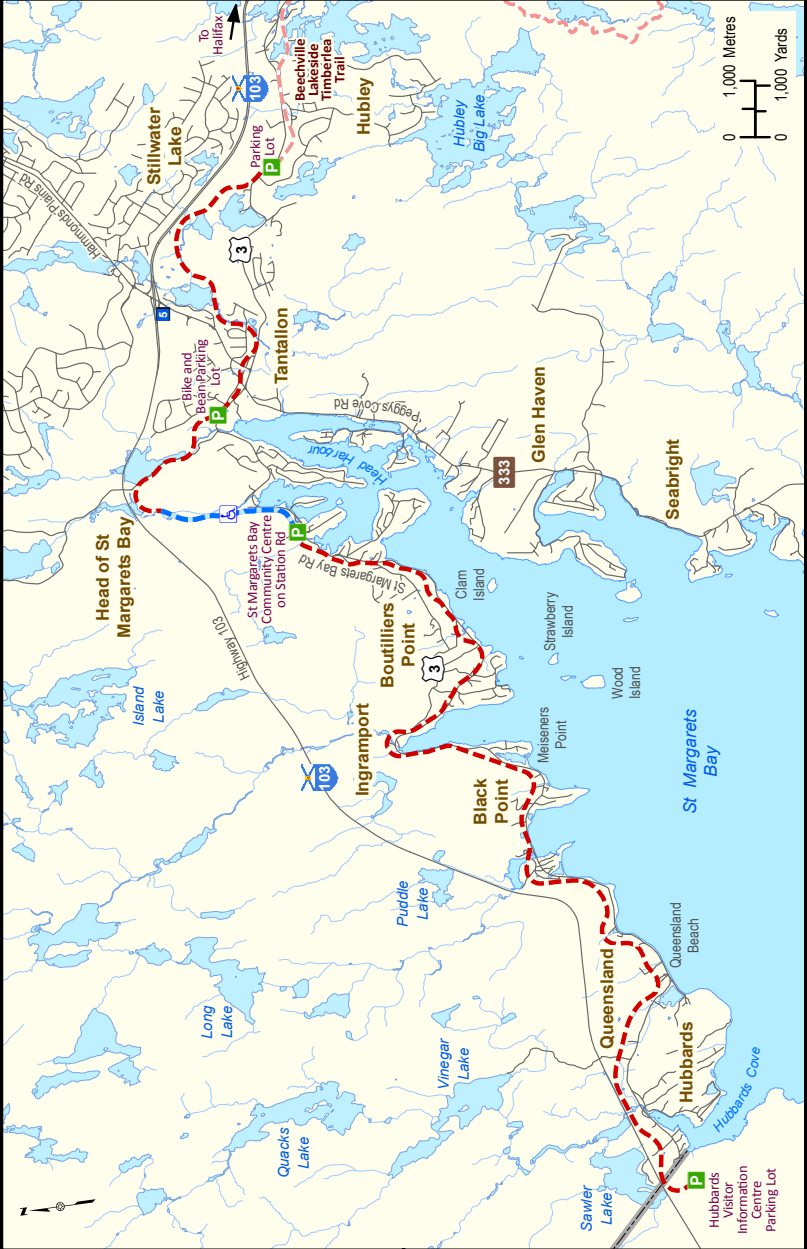 To
Halifax
103
Beechville
Lakeside
Timberlea
Trail
Hubley
Parking
Lot
P
Stillwater
Lake
Hammonds Plains Rd
Hubley
Big Lake
0 1,000 Metres
0 1,000 Yards
3
5
Tantallon
Bike and
Bean Parking
Lot
P
Peggys Cove Rd
Head Harbour
Glen Haven
333
Seabright
Head of St
Margarets Bay
St Margarets Bay
Community Centre
on Station Rd
P
St Margarets Bay Rd
Highway 103
Clam
Island
Strawberry
Island
Wood
Island
Boutilliers
Point
3
Island
Lake
Ingramport
103
Meiseners
Point
St Margarets
Bay
Black
Point
Puddle
Lake
Queensland
Beach
Queensland
Long
Lake
Vinegar
Lake
Hubbards
Hubbards Cove
Quacks
Lake
Sawler
Lake
P
Hubbards
Visitor
Information
Centre
Parking Lot
N